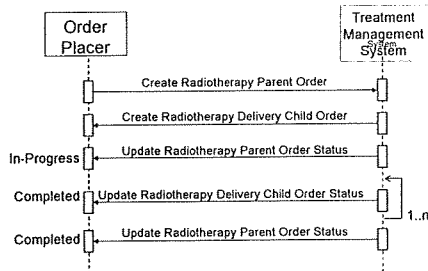 Order
Placer
Treatment
Management
System
System
Create Radiotherapy Parent Order
Create Radiotherapy Delivery Child Order
In-Progress
Update Radiotherapy Parent Order Status
Completed
Update Radiotherapy Delivery Child Order Status
1..n
Completed
Update Radiotherapy Parent Order Status